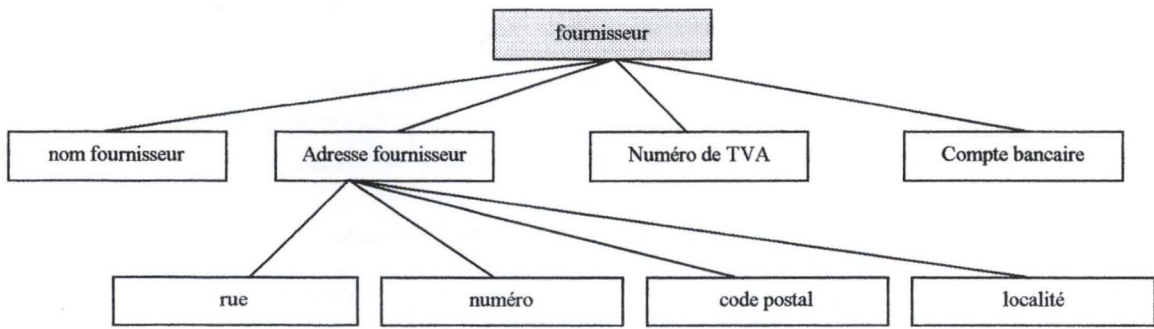 fournisseur
nom fournisseur
Adresse fournisseur
Numéro de TVA
Compte bancaire
rue
numéro
code postal
localité